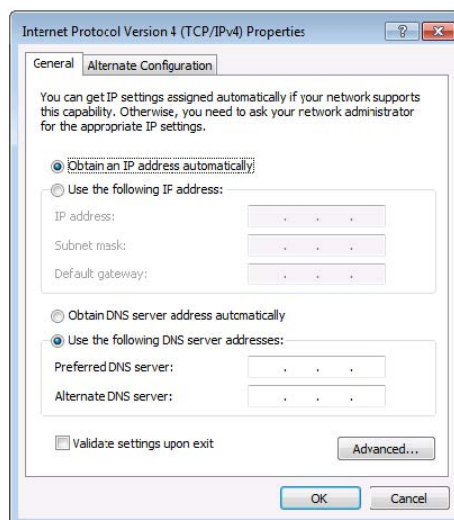 Internet Protocol Version 4 (TCP/IPv4) Properties
General
Alternate Configuration
You can get IP settings assigned automatically if your network supports
this capability. Otherwise, you need to ask your network administrator
for the appropriate IP settings.
Obtain an IP address automatically
Use the following IP address:
IP address:
Subnet mask:
Default gateway:
Obtain DNS server address automatically
Use the following DNS server addresses:
Preferred DNS server:
Alternate DNS server:
Validate settings upon exit
Advanced...
OK
Cancel